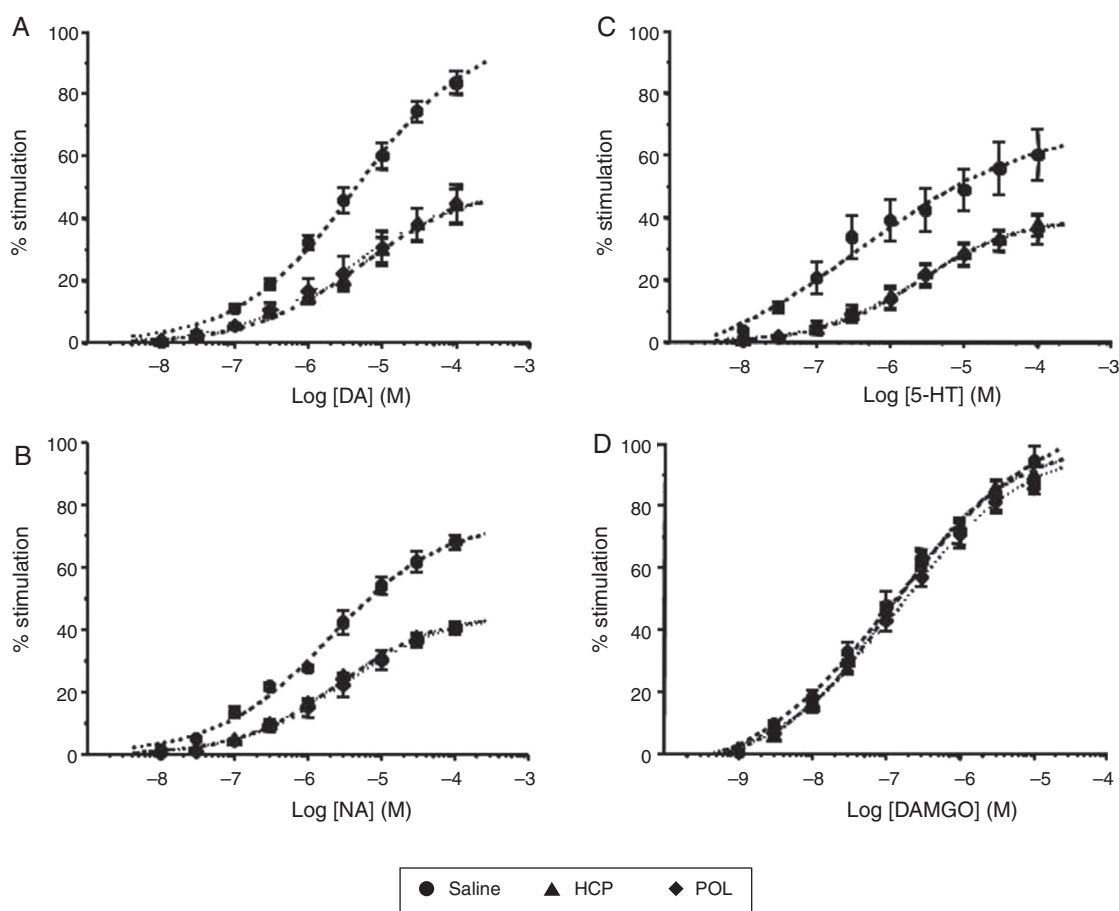 A
100
80
60
40
20
0
% stimulation
−8 −7 −6 −5 −4 −3
Log [DA] (M)
C
100
80
60
40
20
0
% stimulation
−8 −7 −6 −5 −4 −3
Log [5-HT] (M)
B
100
80
60
40
20
0
% stimulation
−8 −7 −6 −5 −4 −3
Log [NA] (M)
D
100
80
60
40
20
0
% stimulation
−9 −8 −7 −6 −5 −4
Log [DAMGO] (M)
Saline HCP POL